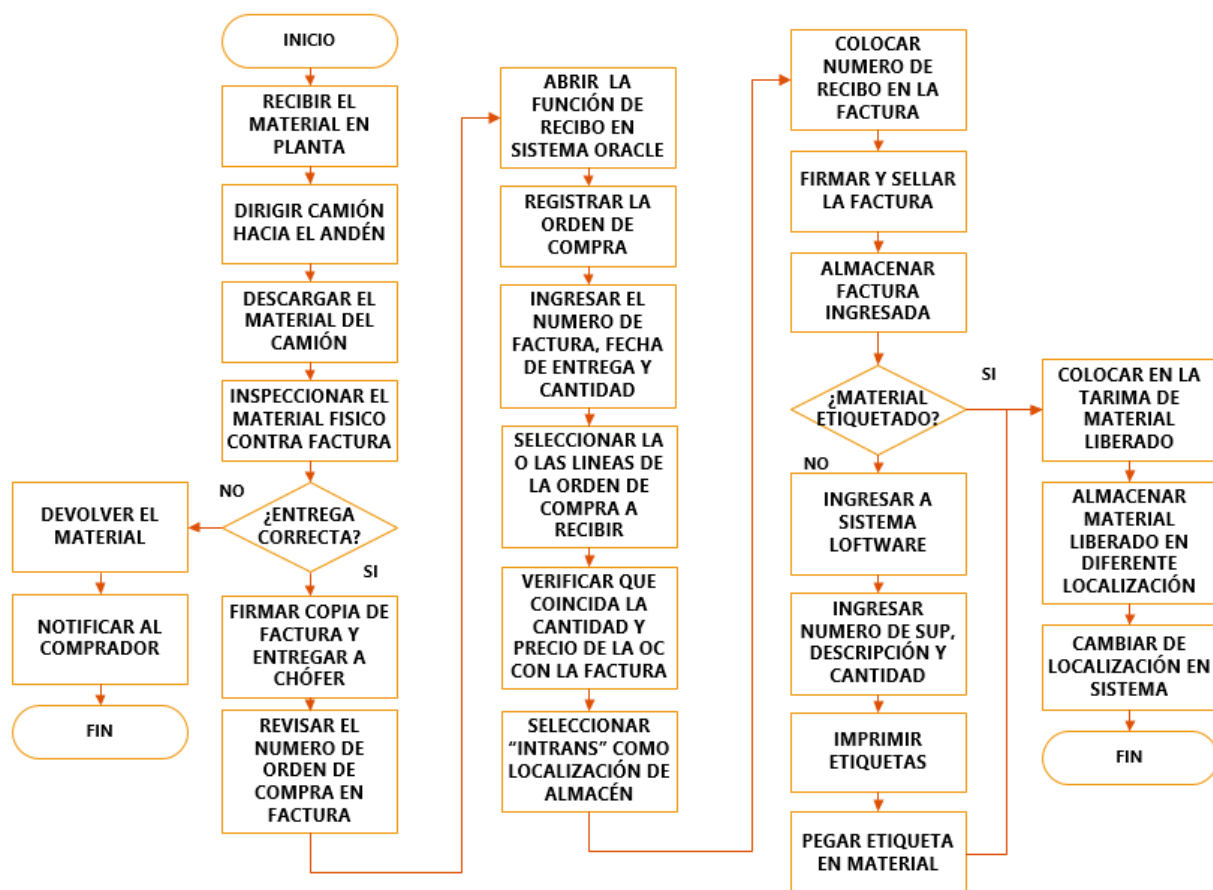 INICIO
RECIBIR EL
MATERIAL EN
PLANTA
DIRIGIR CAMIÓN
HACIA EL ANDÉN
DESCARGAR EL
MATERIAL DEL
CAMIÓN
INSPECCIONAR EL
MATERIAL FISICO
CONTRA FACTURA
¿ENTREGA
CORRECTA?
NO
DEVOLVER EL
MATERIAL
NOTIFICAR AL
COMPRADOR
FIN
SI
FIRMAR COPIA DE
FACTURA Y
ENTREGAR A
CHÓFER
REVISAR EL
NUMERO DE
ORDEN DE
COMPRA EN
FACTURA
ABRIR LA
FUNCIÓN DE
RECIBO EN
SISTEMA ORACLE
REGISTRAR LA
ORDEN DE
COMPRA
INGRESAR EL
NUMERO DE
FACTURA, FECHA
DE ENTREGA Y
CANTIDAD
SELECCIONAR LA
O LAS LINEAS DE
LA ORDEN DE
COMPRA A
RECIBIR
VERIFICAR QUE
COINCIDA LA
CANTIDAD Y
PRECIO DE LA OC
CON LA FACTURA
SELECCIONAR
“INTRANS” COMO
LOCALIZACIÓN DE
ALMACÉN
COLOCAR
NUMERO DE
RECIBO EN LA
FACTURA
FIRMAR Y SELLAR
LA FACTURA
ALMACENAR
FACTURA
INGRESADA
¿MATERIAL
ETIQUETADO?
NO
INGRESAR A
SISTEMA
LOFTWARE
INGRESAR
NUMERO DE SUP,
DESCRIPCIÓN Y
CANTIDAD
IMPRIMIR
ETIQUETAS
PEGAR ETIQUETA
EN MATERIAL
SI
COLOCAR EN LA
TARIMA DE
MATERIAL
LIBERADO
ALMACENAR
MATERIAL
LIBERADO EN
DIFERENTE
LOCALIZACIÓN
CAMBIAR DE
LOCALIZACIÓN EN
SISTEMA
FIN